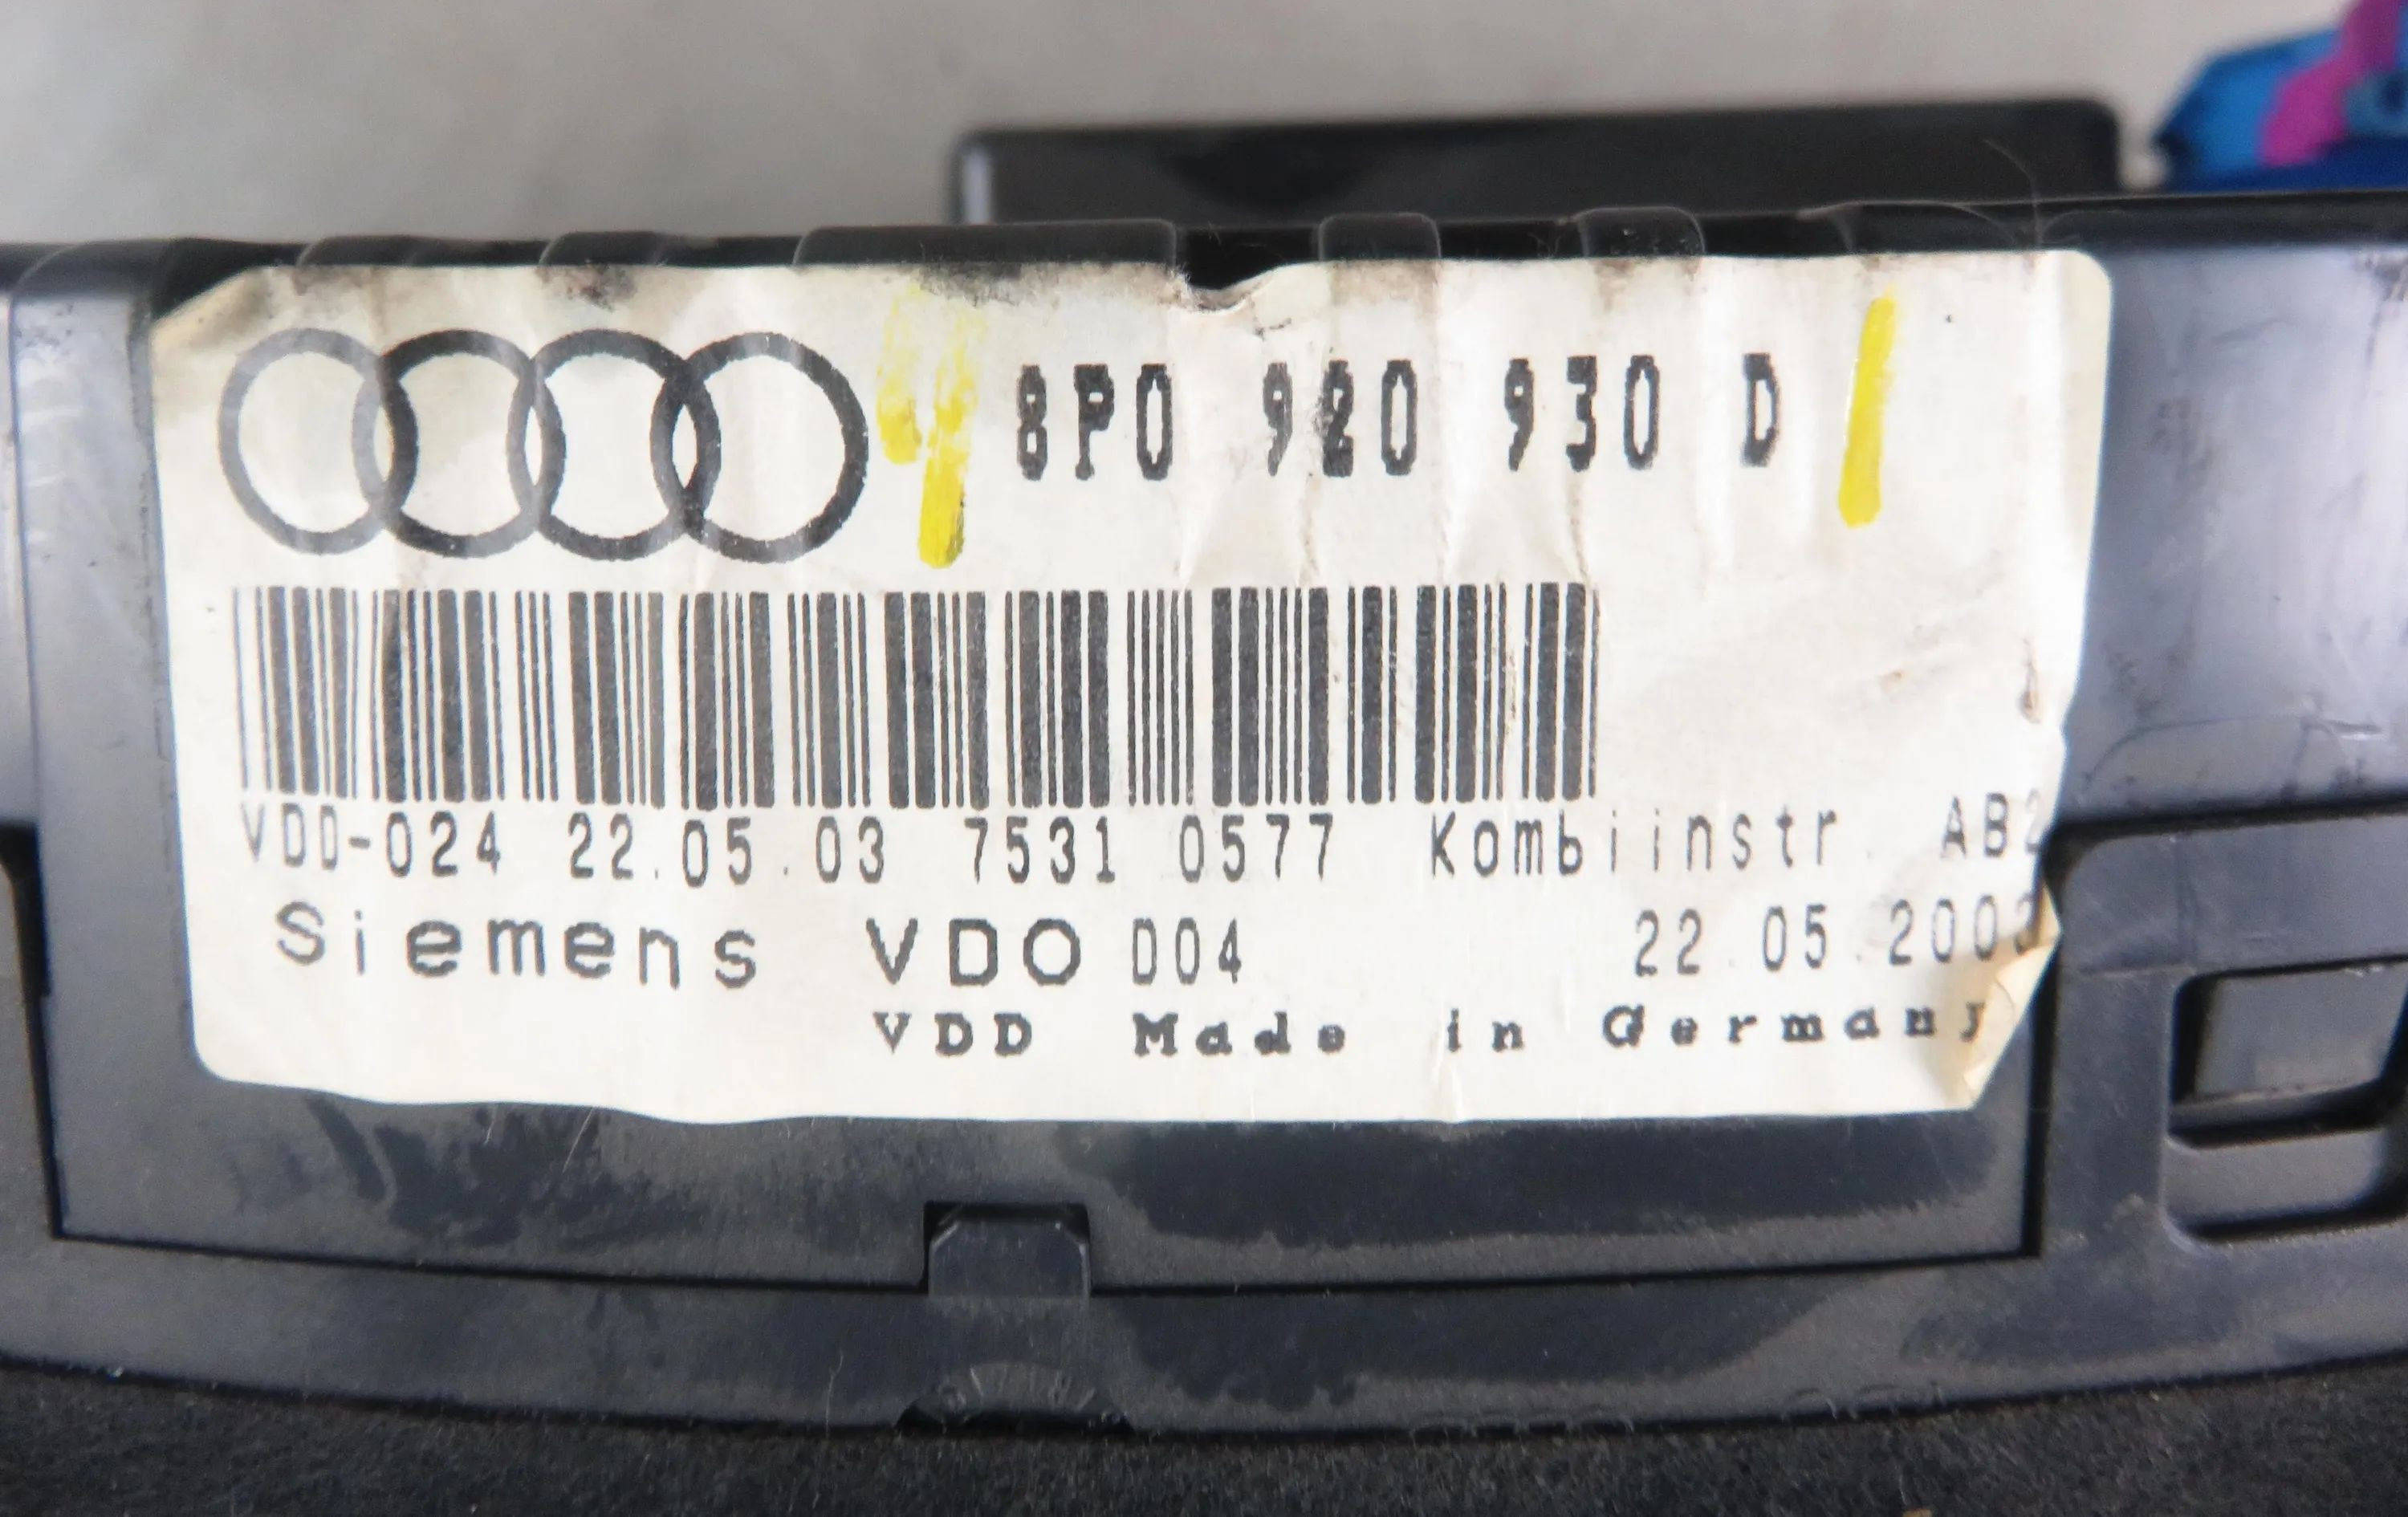 8P0 920 930 D
VDD-024 22.05.03 7531 0577 Kombiinstr. AB2
Siemens VDO D04 22.05.2003
VDD Made in Germany